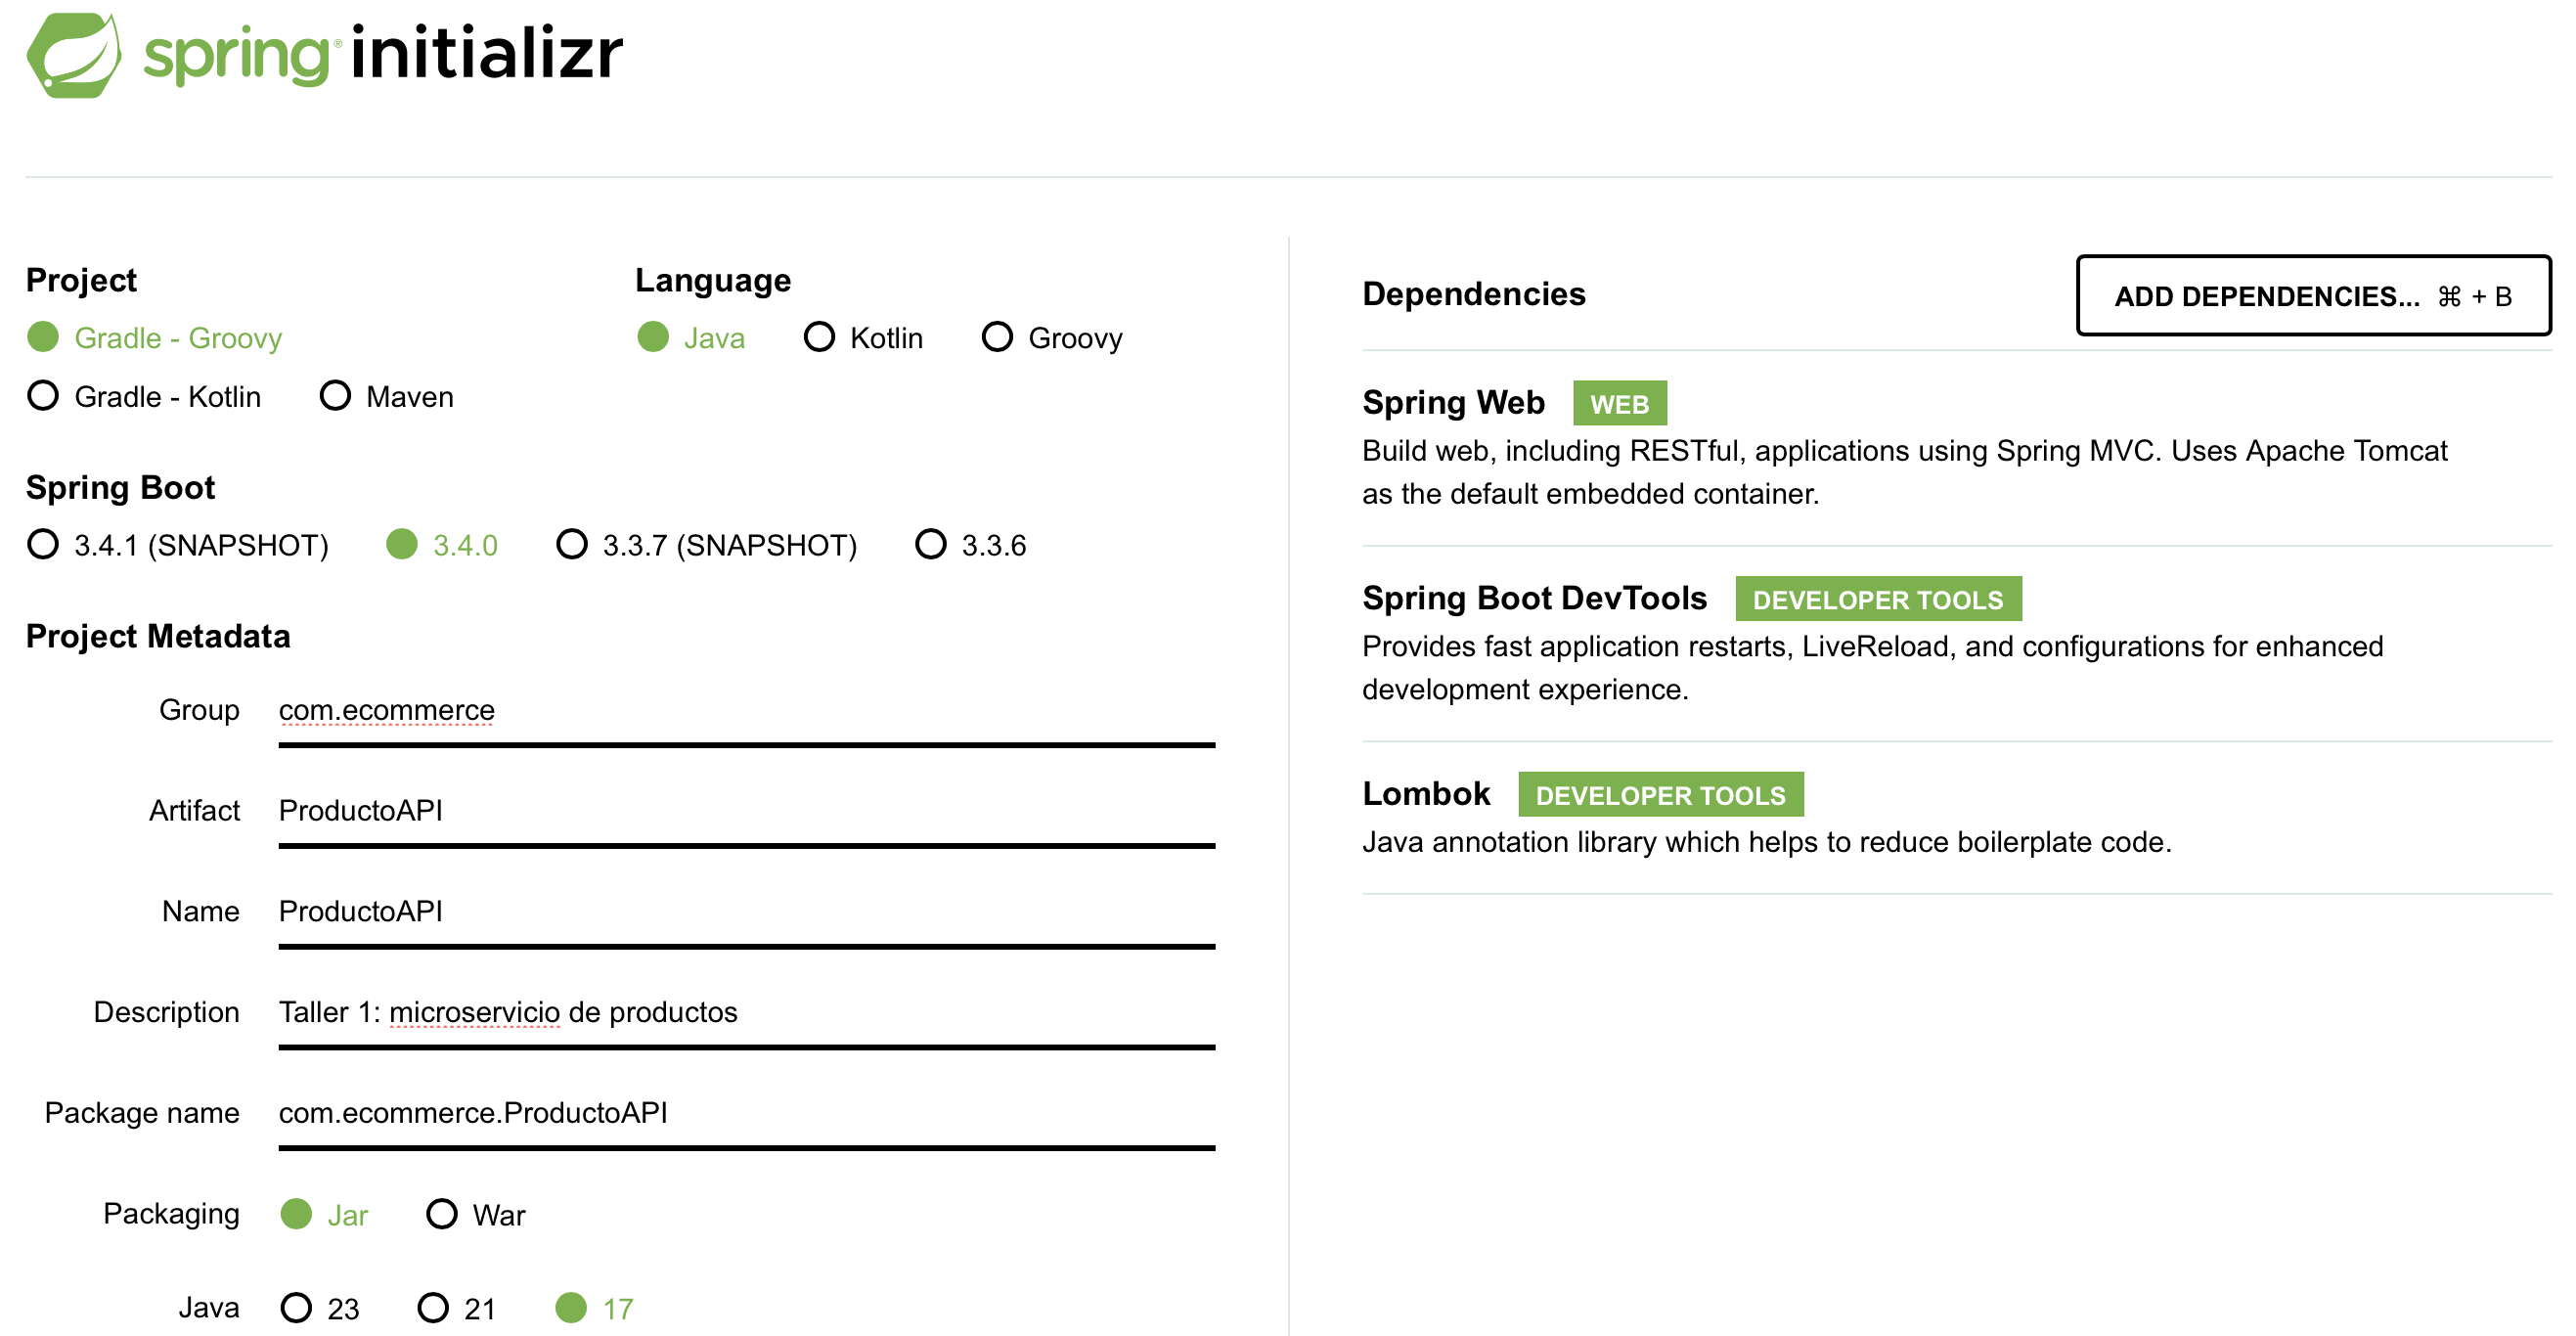 spring® initializr
Project
Gradle - Groovy
Gradle - Kotlin Maven
Language
Java Kotlin Groovy
Spring Boot
3.4.1 (SNAPSHOT) 3.4.0 3.3.7 (SNAPSHOT) 3.3.6
Project Metadata
Group com.ecommerce
Artifact ProductoAPI
Name ProductoAPI
Description Taller 1: microservicio de productos
Package name com.ecommerce.ProductoAPI
Packaging Jar War
Java 23 21 17
Dependencies
ADD DEPENDENCIES... ⌘ + B
Spring Web WEB
Build web, including RESTful, applications using Spring MVC. Uses Apache Tomcat
as the default embedded container.
Spring Boot DevTools DEVELOPER TOOLS
Provides fast application restarts, LiveReload, and configurations for enhanced
development experience.
Lombok DEVELOPER TOOLS
Java annotation library which helps to reduce boilerplate code.